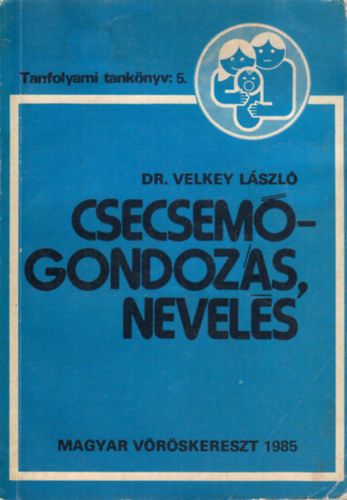 Tanfolyami tankönyv: 5.
DR. VELKEY LÁSZLÓ
CSECSEMŐ-
GONDOZÁS,
NEVELÉS
MAGYAR VÖRÖSKERESZT 1985